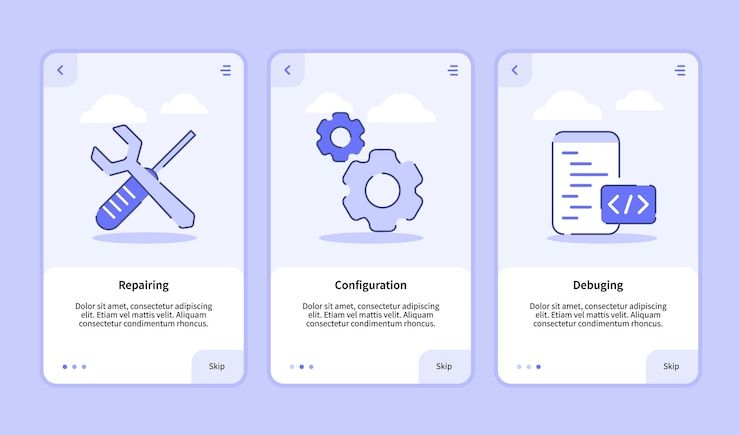 Repairing
Dolor sit amet, consectetur adipiscing
elit. Etiam vel mattis velit. Aliquam
consectetur condimentum rhoncus.
Skip
Configuration
Dolor sit amet, consectetur adipiscing
elit. Etiam vel mattis velit. Aliquam
consectetur condimentum rhoncus.
Skip
</>
Debuging
Dolor sit amet, consectetur adipiscing
elit. Etiam vel mattis velit. Aliquam
consectetur condimentum rhoncus.
Skip